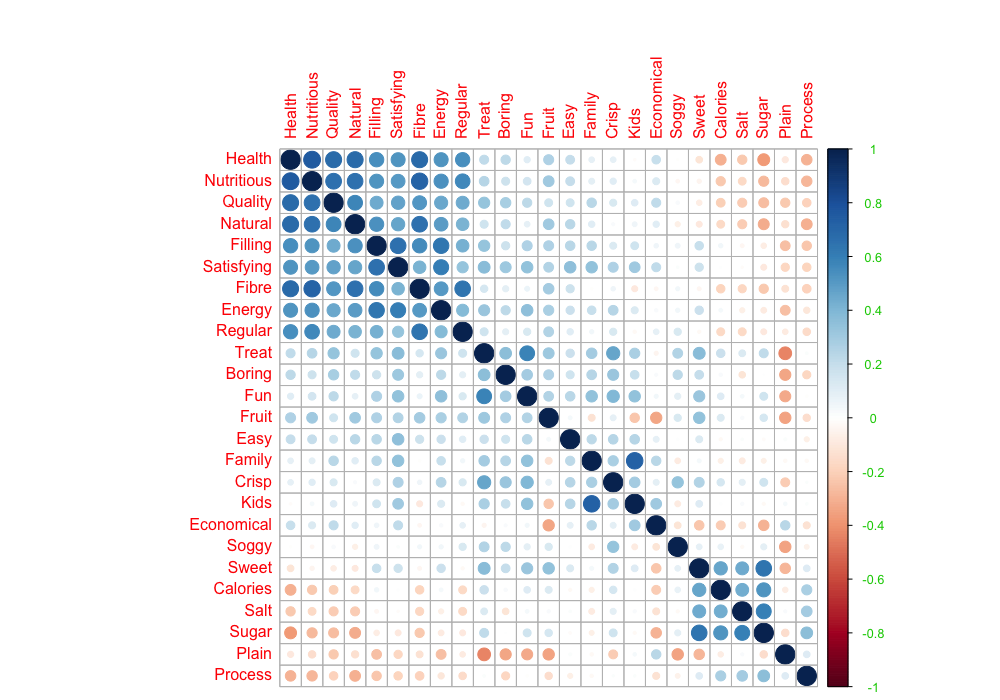 Health Nutritious Quality Natural Filling Satisfying Fibre Energy Regular Treat Boring Fun Fruit Easy Family Crisp Kids Economical Soggy Sweet Calories Salt Sugar Plain Process
Health
Nutritious
Quality
Natural
Filling
Satisfying
Fibre
Energy
Regular
Treat
Boring
Fun
Fruit
Easy
Family
Crisp
Kids
Economical
Soggy
Sweet
Calories
Salt
Sugar
Plain
Process
1
0.8
0.6
0.4
0.2
0
-0.2
-0.4
-0.6
-0.8
-1